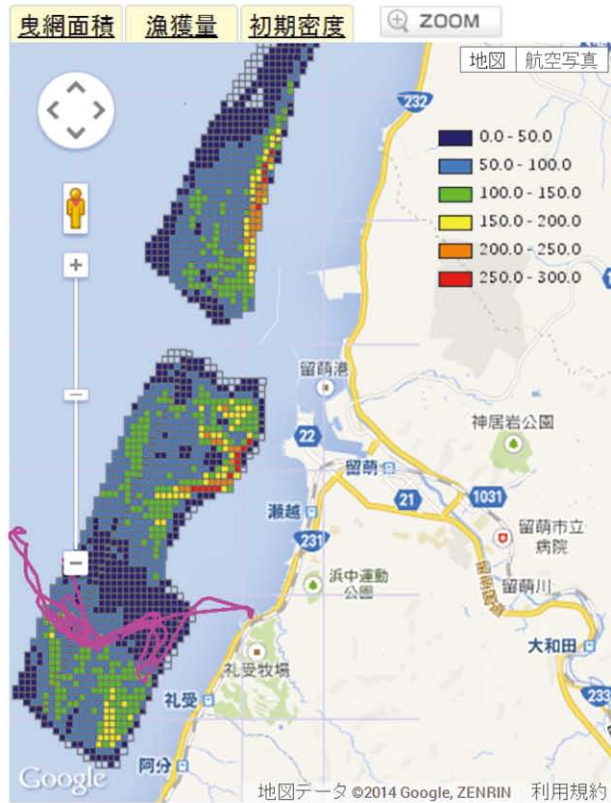 曳網面積 漁獲量 初期密度 ZOOM
地図 航空写真
232
0.0 - 50.0
50.0 - 100.0
100.0 - 150.0
150.0 - 200.0
200.0 - 250.0
250.0 - 300.0
留萌港
神居岩公園
22
留萌
21
1031
瀬越
231
留萌市立
病院
浜中運動
公園
留萌国道
留萌川
大和田
礼受牧場
礼受
233
阿分
Google
地図データ ©2014 Google, ZENRIN 利用規約